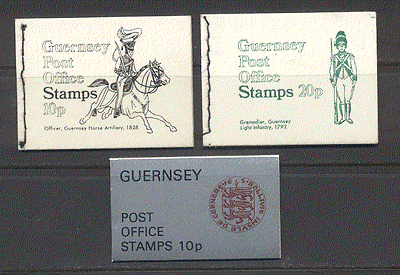 Guernsey
Post
Office
Stamps
10p
Officer, Guernsey Horse Artillery, 1828
Guernsey
Post
Office
Stamps 20p
Grenadier, Guernsey
Light Infantry, 1792
GUERNSEY
POST
OFFICE
STAMPS 10p